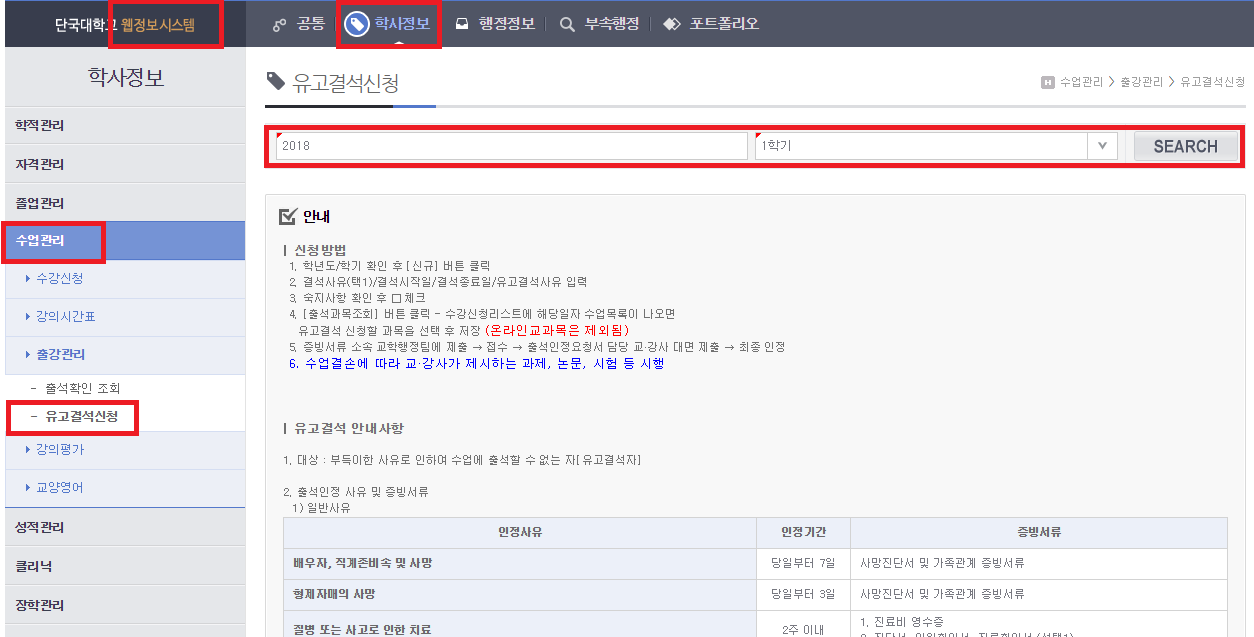 단국대학교 웹정보시스템
공통
학사정보
행정정보
부속행정
포트폴리오
학사정보
학적관리
자격관리
졸업관리
수업관리
수강신청
강의시간표
출강관리
- 출석확인 조회
- 유고결석신청
강의평가
교양영어
성적관리
클리닉
장학관리
유고결석신청
H 수업관리 > 출강관리 > 유고결석신청
2018
1학기
SEARCH
안내
신청방법
1. 학년도/학기 확인 후 [신규] 버튼 클릭
2. 결석사유(택1)/결석시작일/결석종료일/유고결석사유 입력
3. 숙지사항 확인 후 □ 체크
4. [출석과목조회] 버튼 클릭 - 수강신청리스트에 해당일자 수업목록이 나오면
유고결석 신청할 과목을 선택 후 저장 (온라인교과목은 제외됨)
5. 증빙서류 소속 교학행정팀에 제출 → 접수 → 출석인정요청서 담당 교·강사 대면 제출 → 최종 인정
6. 수업결손에 따라 교·강사가 제시하는 과제, 논문, 시험 등 시행
유고결석 안내사항
1. 대상 : 부득이한 사유로 인하여 수업에 출석할 수 없는 자[유고결석자]
2. 출석인정 사유 및 증빙서류
1) 일반사유
인정사유 인정기간 증빙서류
배우자, 직계존비속 및 사망 당일부터 7일 사망진단서 및 가족관계 증빙서류
형제자매의 사망 당일부터 3일 사망진단서 및 가족관계 증빙서류
질병 또는 사고로 인한 치료 2주 이내 1. 진료비 영수증